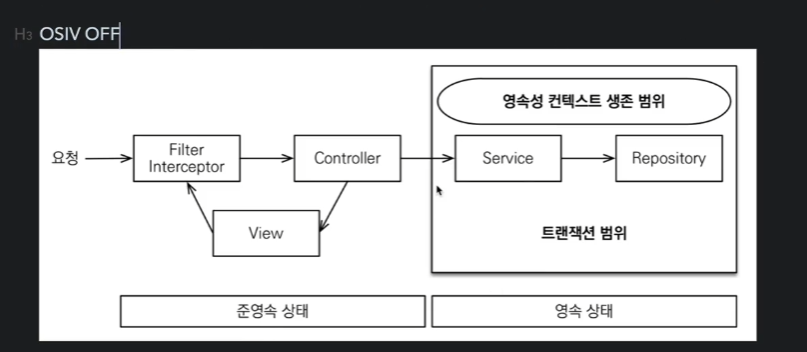 H3 OSIV OFF
영속성 컨텍스트 생존 범위
요청
Filter
Interceptor
Controller
Service
Repository
View
트랜잭션 범위
준영속 상태
영속 상태